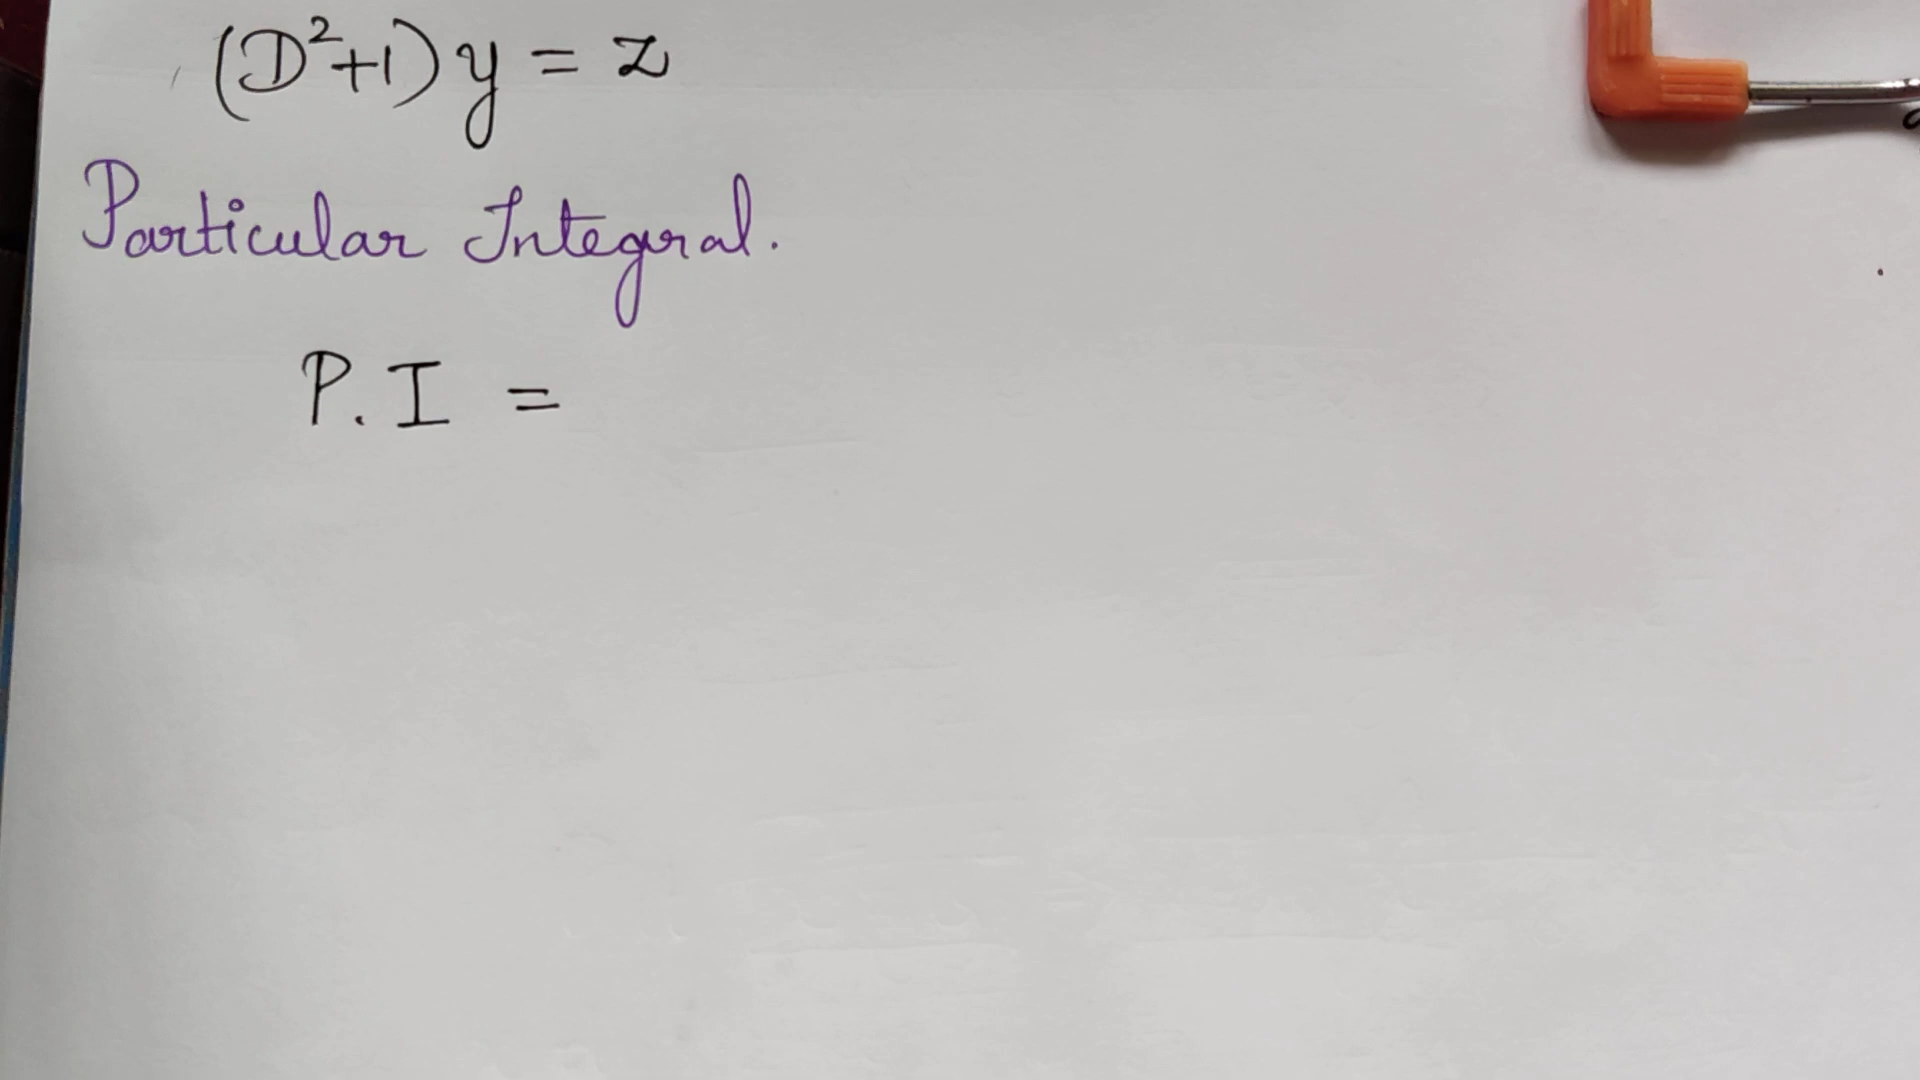 (D²+1) y = z
Particular Integral.
P. I =